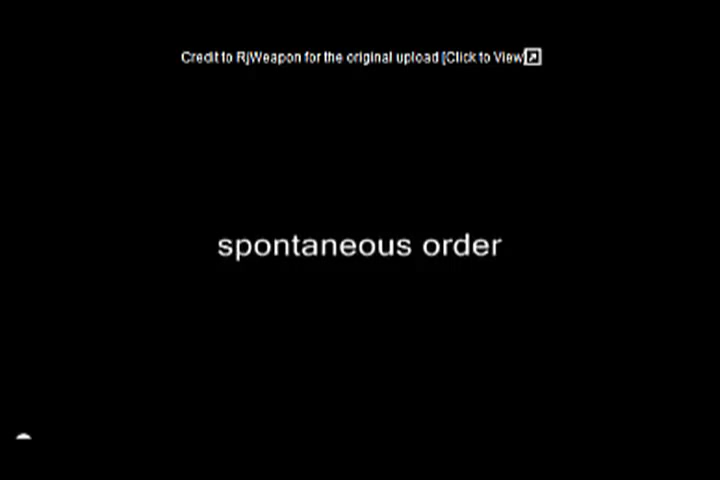 Credit to RjWeapon for the original upload [Click to View
spontaneous order